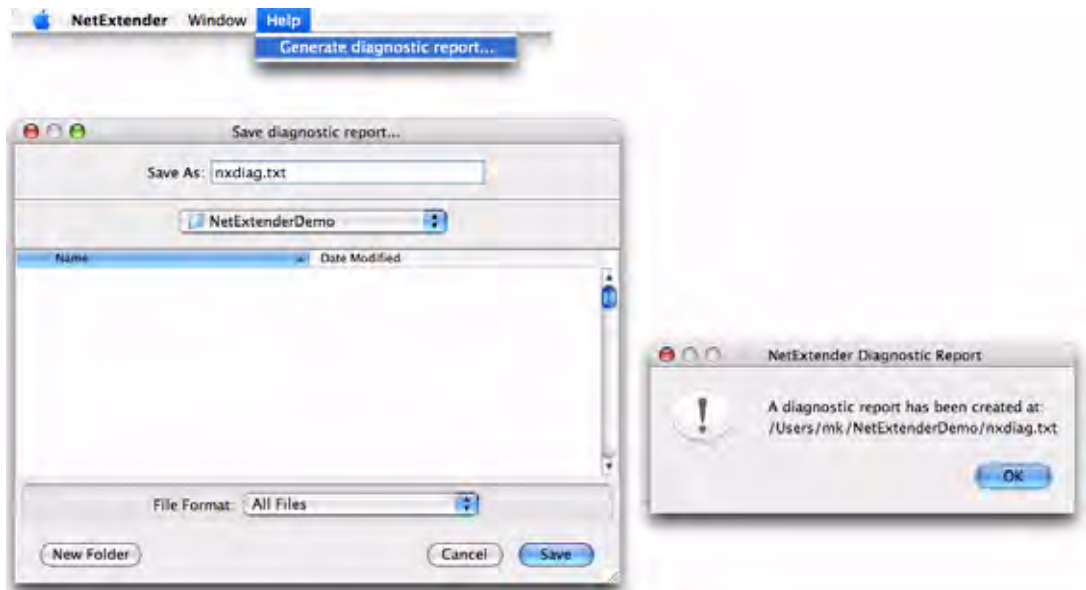 NetExtender Window Help
Generate diagnostic report...
Save diagnostic report...
Save As: nxdiag.txt
NetExtenderDemo
Name Date Modified
File Format: All Files
New Folder Cancel Save
NetExtender Diagnostic Report
A diagnostic report has been created at:
/Users/mk/NetExtenderDemo/nxdiag.txt
OK